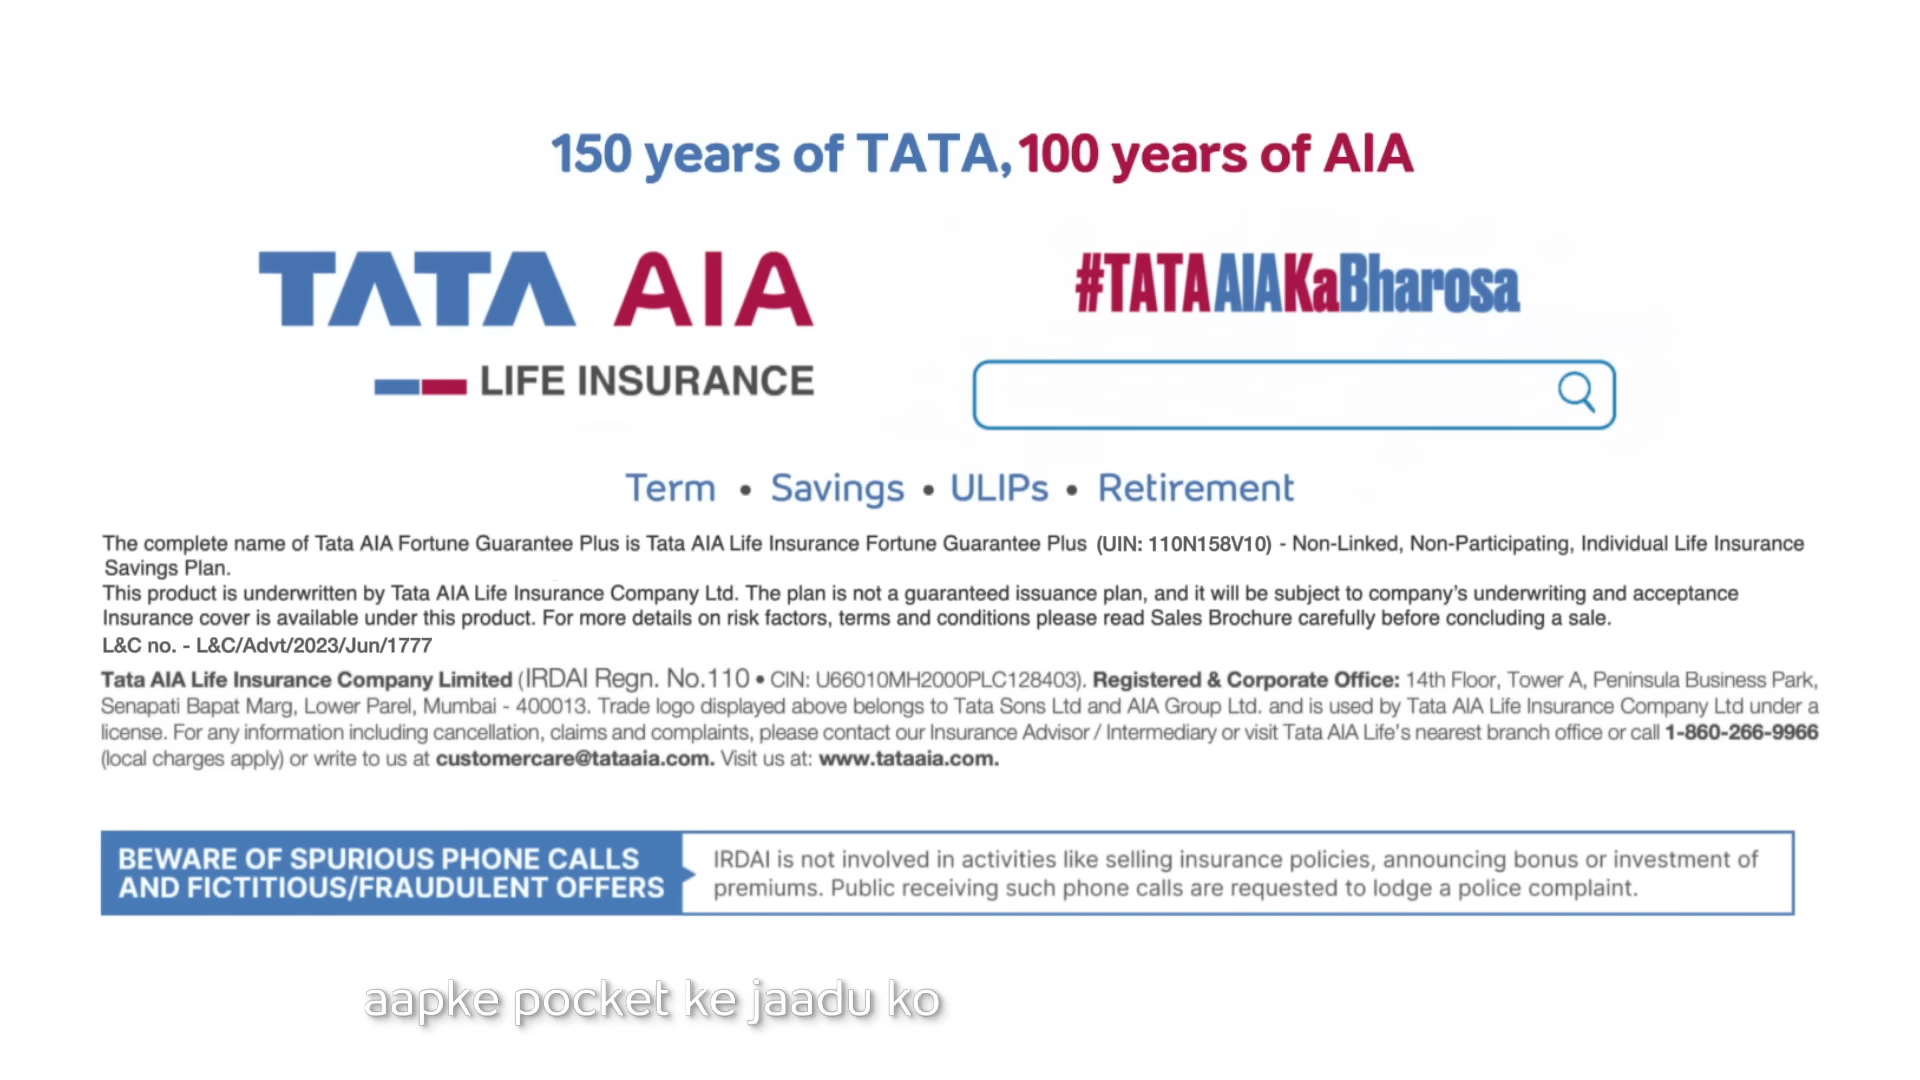 150 years of TATA, 100 years of AIA
TATA AIA
LIFE INSURANCE
#TATAAIAKaBharosa
Term • Savings • ULIPs • Retirement
The complete name of Tata AIA Fortune Guarantee Plus is Tata AIA Life Insurance Fortune Guarantee Plus (UIN: 110N158V10) - Non-Linked, Non-Participating, Individual Life Insurance
Savings Plan.
This product is underwritten by Tata AIA Life Insurance Company Ltd. The plan is not a guaranteed issuance plan, and it will be subject to company's underwriting and acceptance
Insurance cover is available under this product. For more details on risk factors, terms and conditions please read Sales Brochure carefully before concluding a sale.
L&C no. - L&C/Advt/2023/Jun/1777
Tata AIA Life Insurance Company Limited (IRDAI Regn. No.110 • CIN: U66010MH2000PLC128403). Registered & Corporate Office: 14th Floor, Tower A, Peninsula Business Park,
Senapati Bapat Marg, Lower Parel, Mumbai - 400013. Trade logo displayed above belongs to Tata Sons Ltd and AIA Group Ltd. and is used by Tata AIA Life Insurance Company Ltd under a
license. For any information including cancellation, claims and complaints, please contact our Insurance Advisor / Intermediary or visit Tata AIA Life's nearest branch office or call 1-860-266-9966
(local charges apply) or write to us at customercare@tataaia.com. Visit us at: www.tataaia.com.
BEWARE OF SPURIOUS PHONE CALLS
AND FICTITIOUS/FRAUDULENT OFFERS
IRDAI is not involved in activities like selling insurance policies, announcing bonus or investment of
premiums. Public receiving such phone calls are requested to lodge a police complaint.
aapke pocket ke jaadu ko